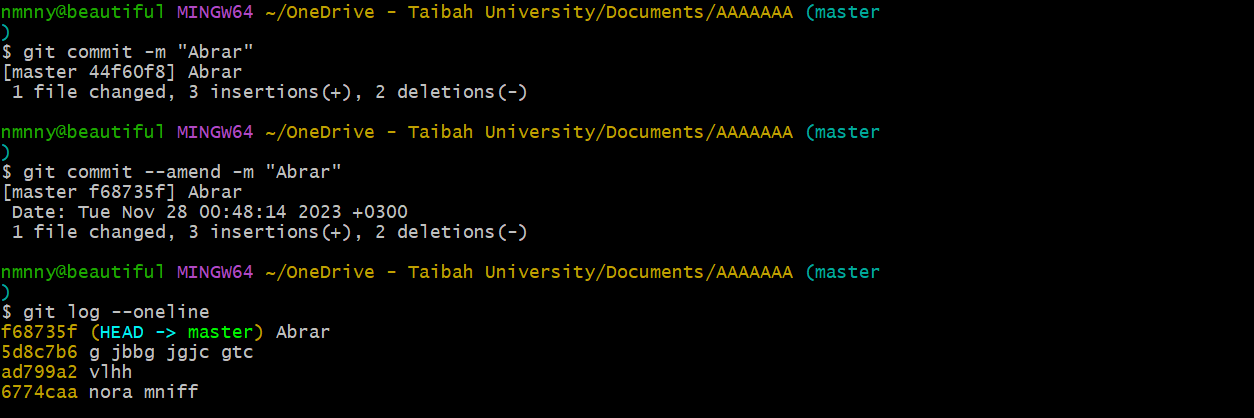 nmnny@beautiful MINGW64 ~/OneDrive - Taibah University/Documents/AAAAAAA (master
)
$ git commit -m "Abrar"
[master 44f60f8] Abrar
 1 file changed, 3 insertions(+), 2 deletions(-)

nmnny@beautiful MINGW64 ~/OneDrive - Taibah University/Documents/AAAAAAA (master
)
$ git commit --amend -m "Abrar"
[master f68735f] Abrar
 Date: Tue Nov 28 00:48:14 2023 +0300
 1 file changed, 3 insertions(+), 2 deletions(-)

nmnny@beautiful MINGW64 ~/OneDrive - Taibah University/Documents/AAAAAAA (master
)
$ git log --oneline
f68735f (HEAD -> master) Abrar
5d8c7b6 g jbbg jgjc gtc
ad799a2 vlhh
6774caa nora mniff